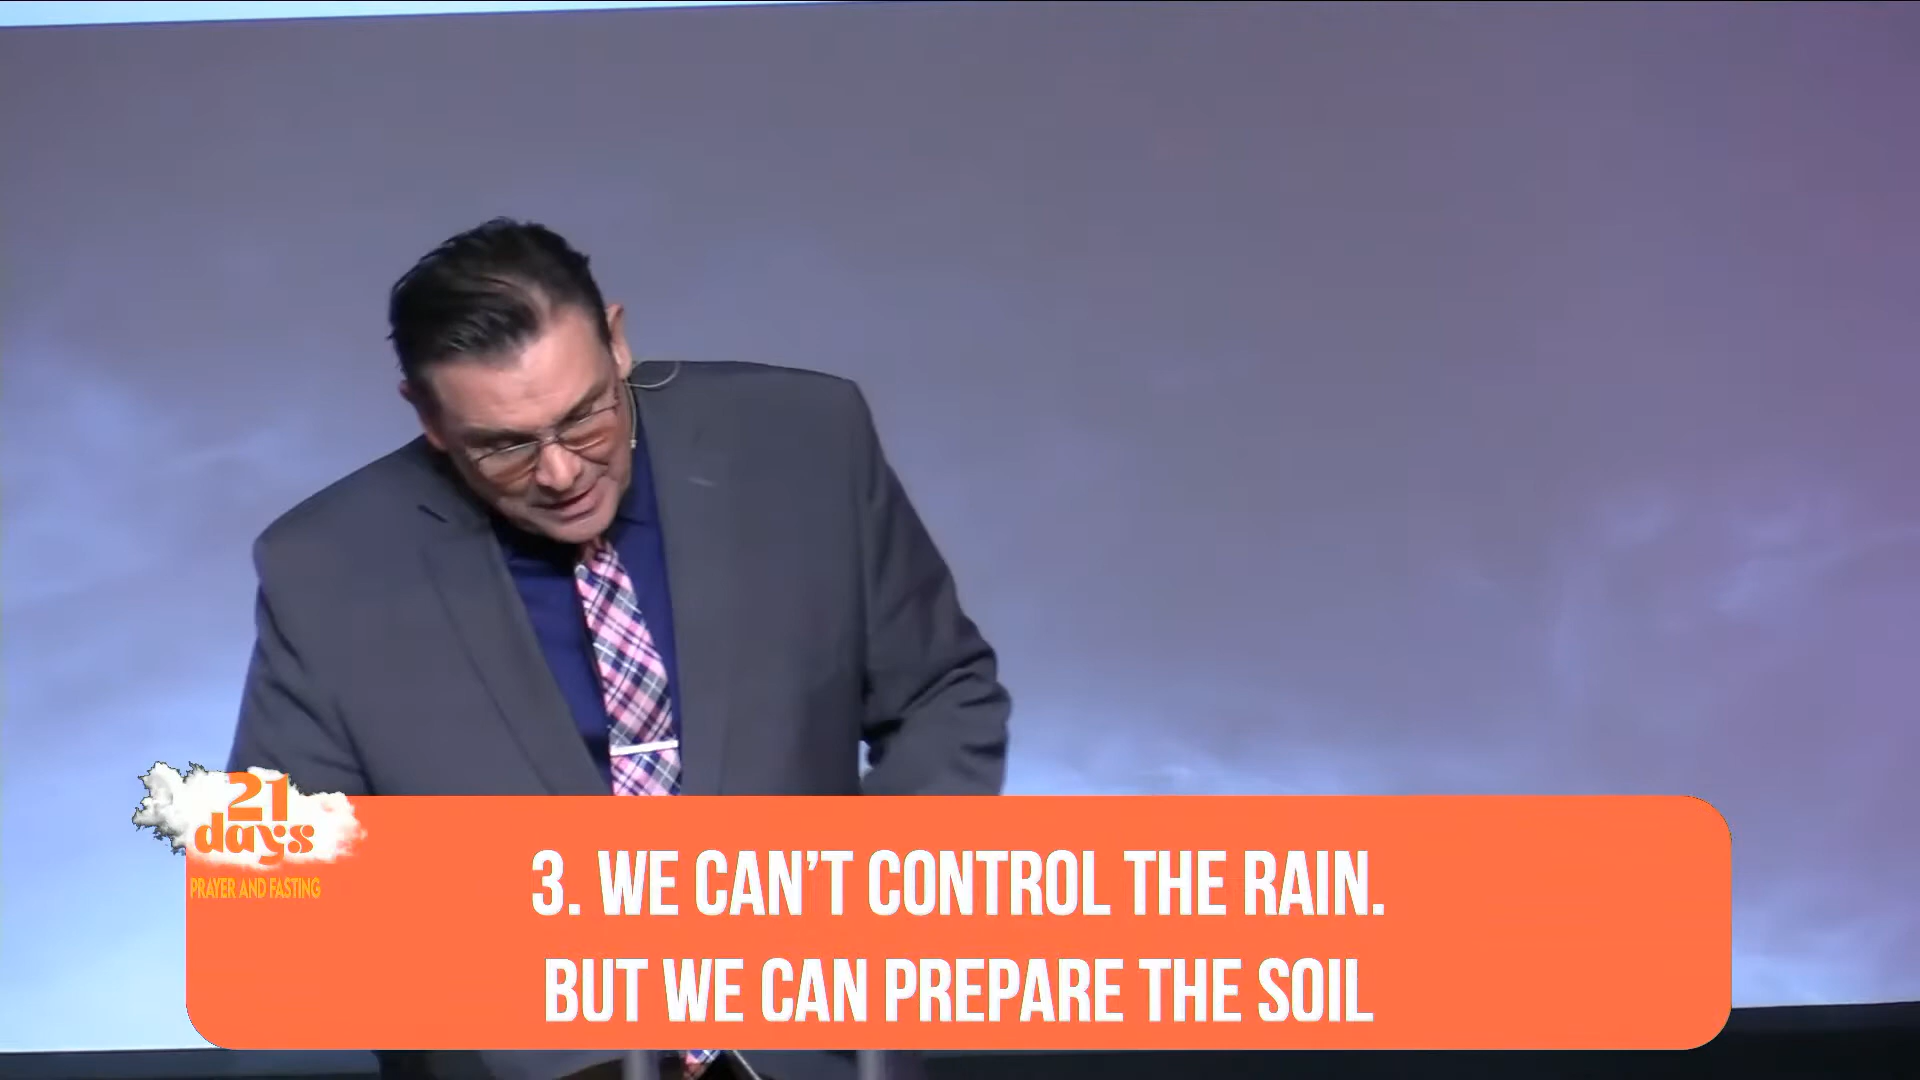 21
days
PRAYER AND FASTING
3. WE CAN’T CONTROL THE RAIN.
BUT WE CAN PREPARE THE SOIL